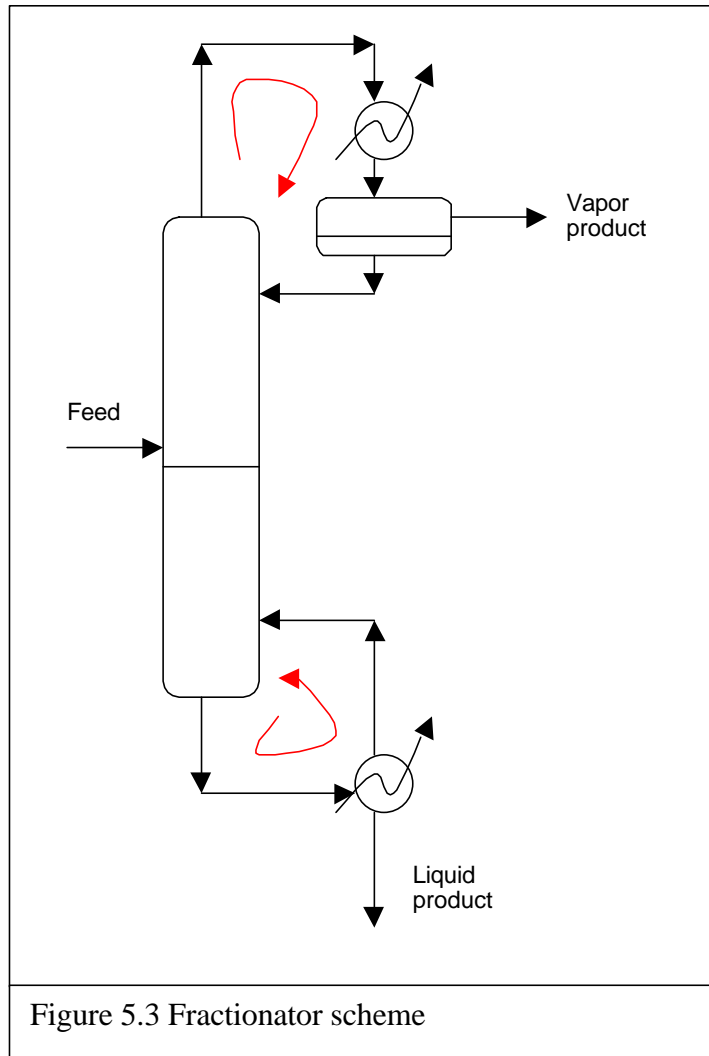 Vapor
product
Feed
Liquid
product
Figure 5.3 Fractionator scheme